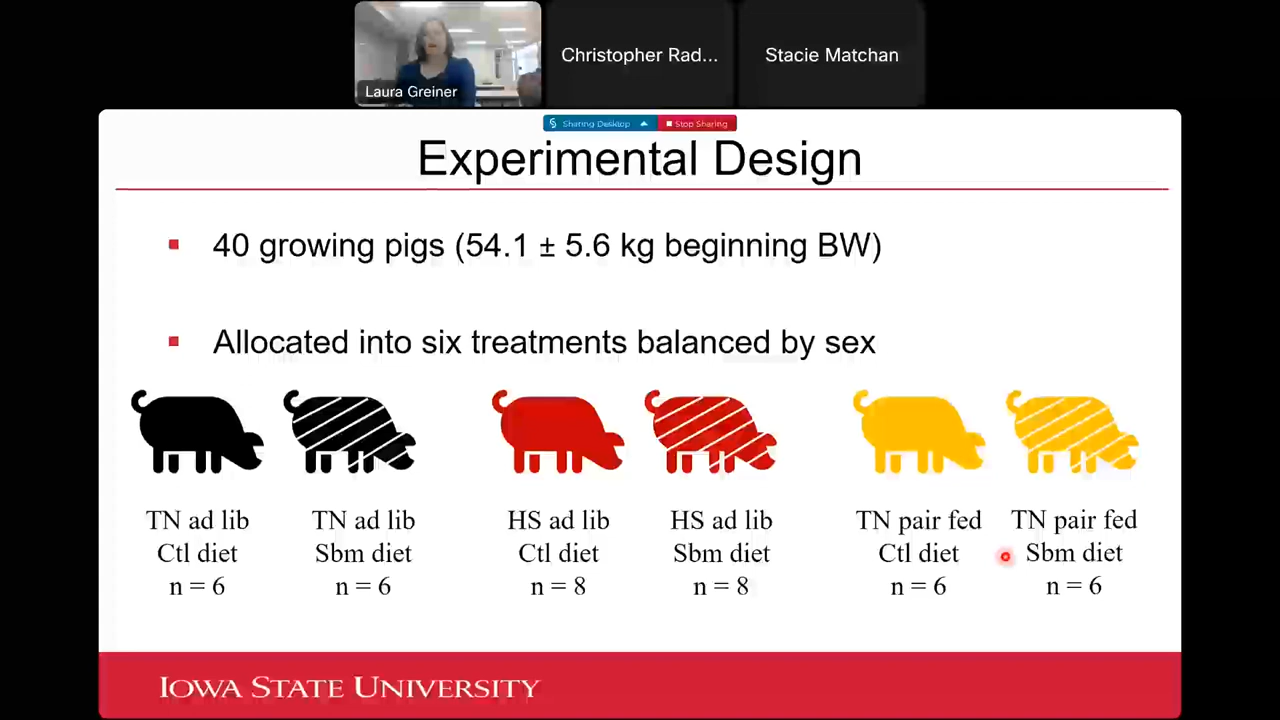 Laura Greiner
Christopher Rad...
Stacie Matchan
Sharing Desktop
Stop Sharing
Experimental Design
40 growing pigs (54.1 ± 5.6 kg beginning BW)
Allocated into six treatments balanced by sex
TN ad lib
Ctl diet
n = 6
TN ad lib
Sbm diet
n = 6
HS ad lib
Ctl diet
n = 8
HS ad lib
Sbm diet
n = 8
TN pair fed
Ctl diet
n = 6
TN pair fed
Sbm diet
n = 6
IOWA STATE UNIVERSITY